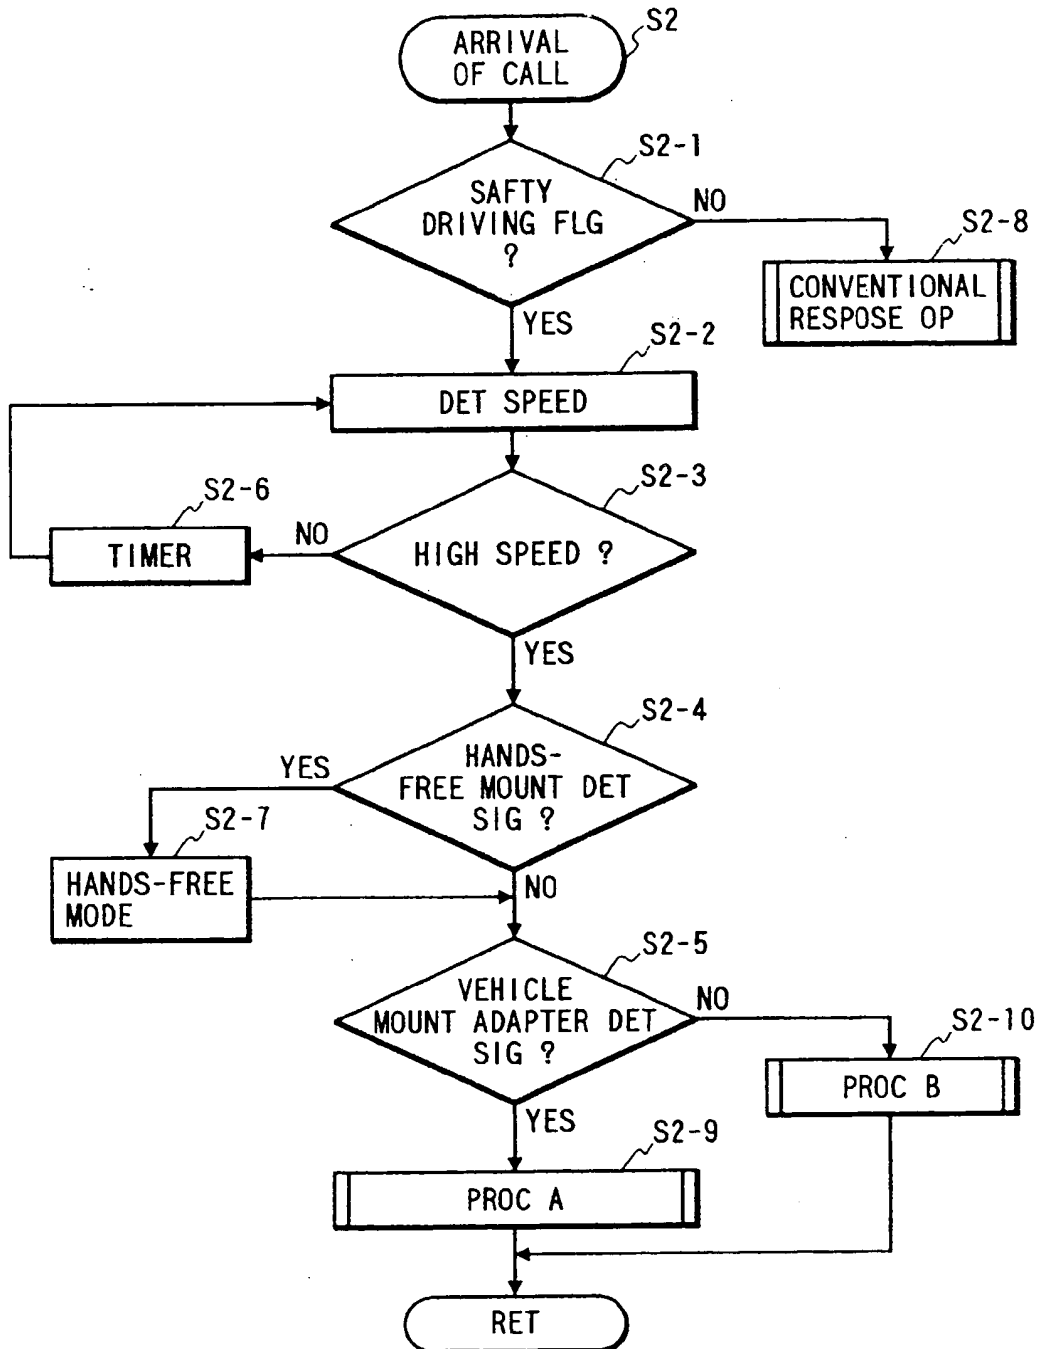 ARRIVAL
OF CALL
S2
S2-1
SAFTY
DRIVING FLG
?
NO
S2-8
CONVENTIONAL
RESPOSE OP
YES
S2-2
DET SPEED
S2-3
HIGH SPEED ?
NO
S2-6
TIMER
YES
S2-4
HANDS-
FREE MOUNT DET
SIG ?
YES
S2-7
HANDS-FREE
MODE
NO
S2-5
VEHICLE
MOUNT ADAPTER DET
SIG ?
NO
S2-10
PROC B
YES
S2-9
PROC A
RET